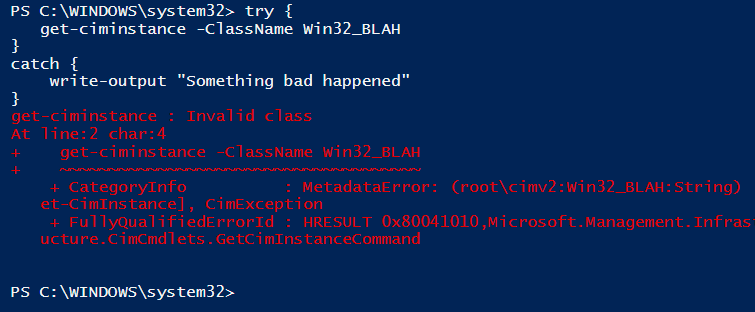 PS C:\WINDOWS\system32> try {
   get-ciminstance -ClassName Win32_BLAH
}
catch {
    write-output "Something bad happened"
}
get-ciminstance : Invalid class
At line:2 char:4
+    get-ciminstance -ClassName Win32_BLAH
+    ~~~~~~~~~~~~~~~~~~~~~~~~~~~~~~~~~~~~~
    + CategoryInfo          : MetadataError: (root\cimv2:Win32_BLAH:String)
   et-CimInstance], CimException
    + FullyQualifiedErrorId : HRESULT 0x80041010,Microsoft.Management.Infras
   ucture.CimCmdlets.GetCimInstanceCommand
PS C:\WINDOWS\system32>